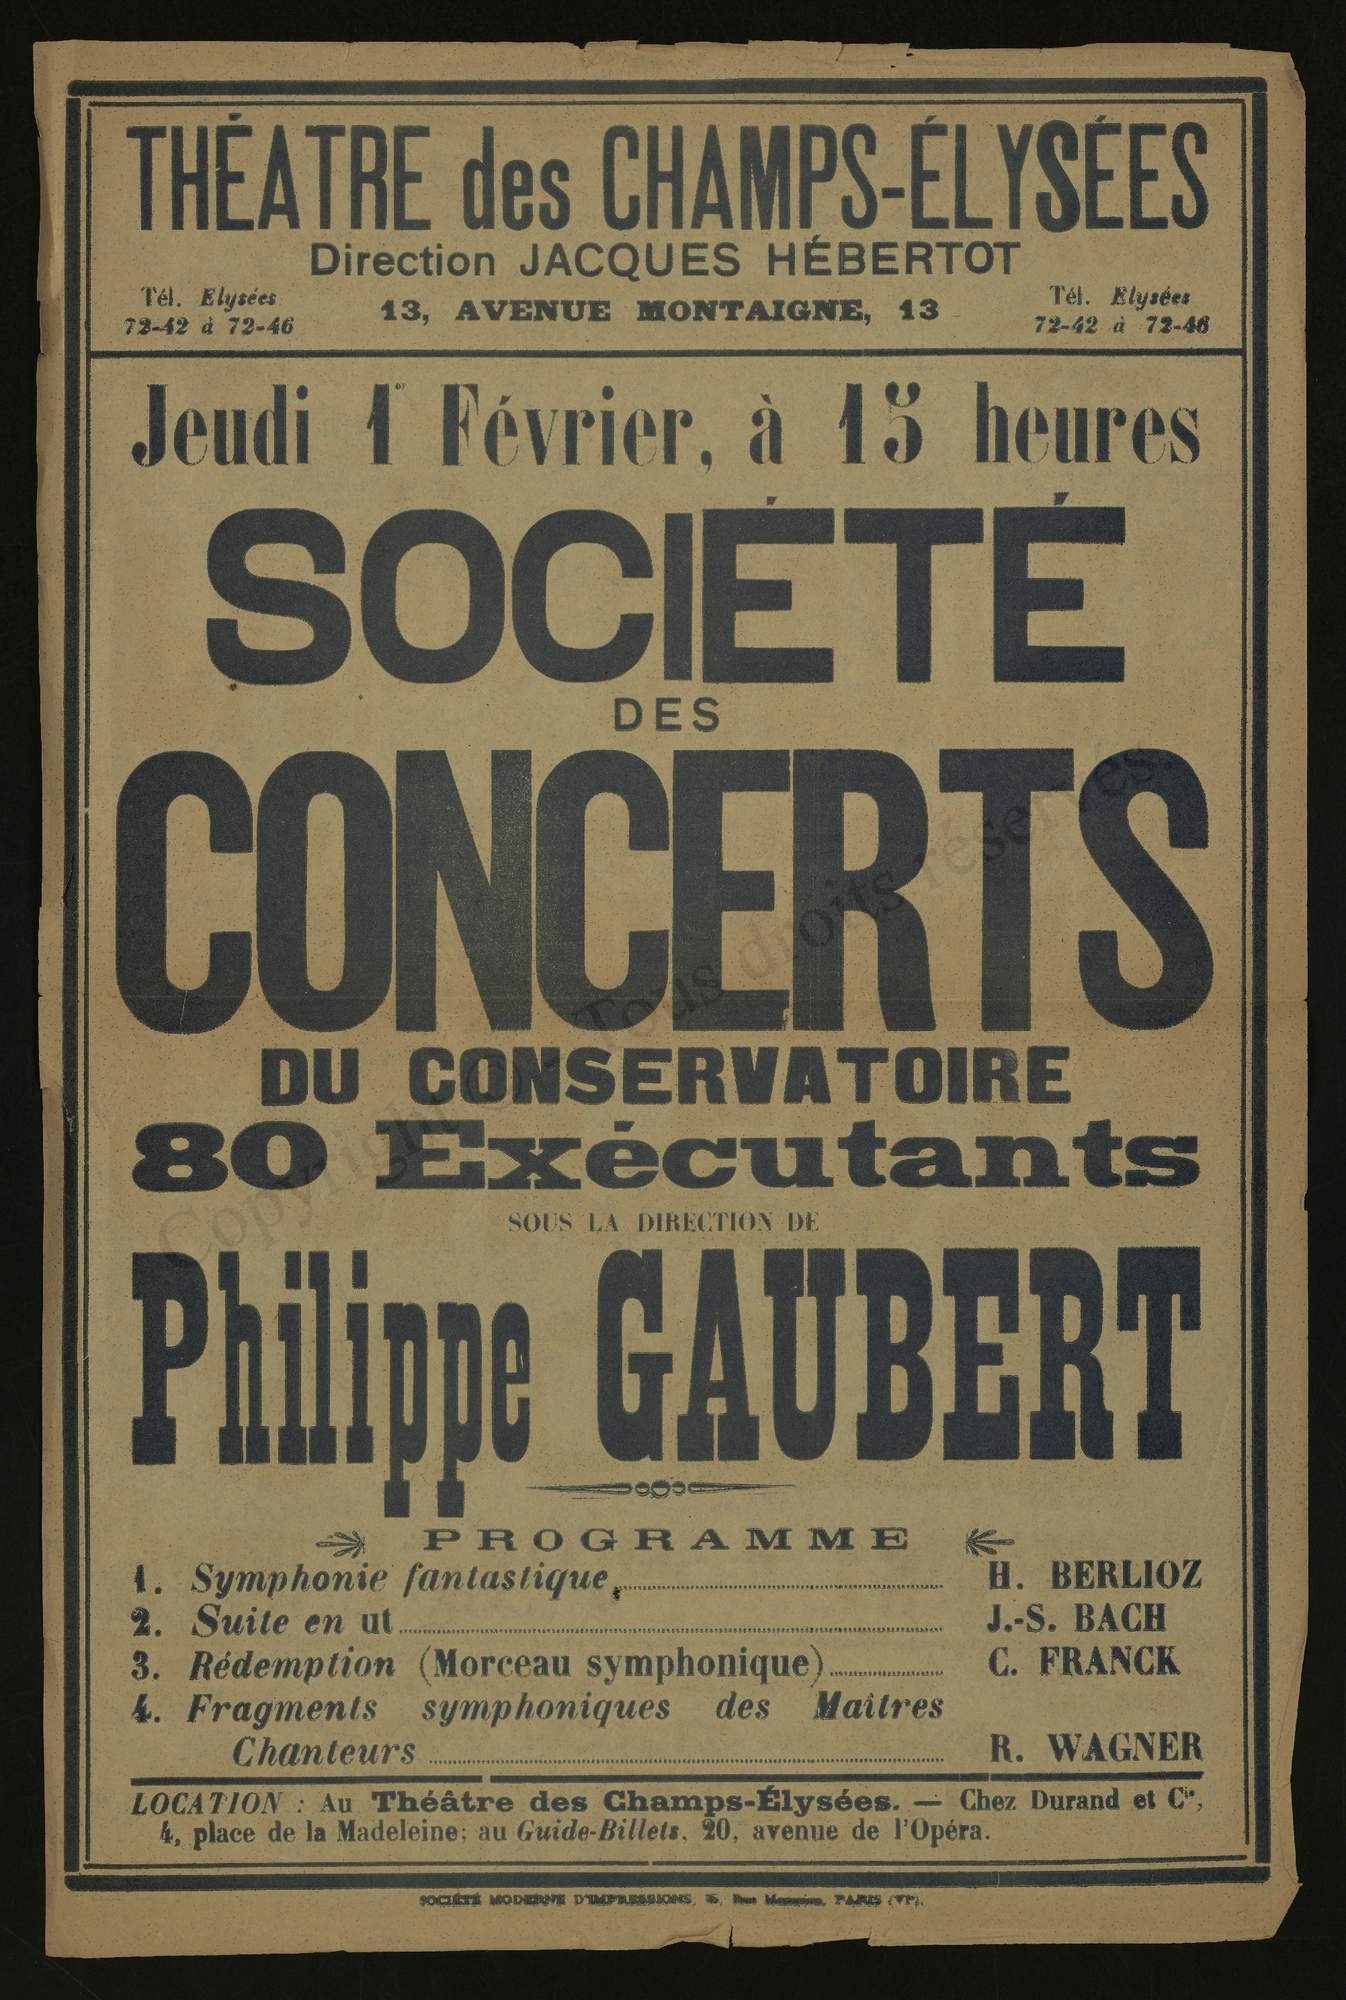 THÉATRE des CHAMPS-ÉLYSÉES
Direction JACQUES HÉBERTOT
Tél. Elysées
72-42 à 72-46
13, AVENUE MONTAIGNE, 13
Tél. Elysées
72-42 à 72-46
Jeudi 1er Février, à 15 heures
SOCIÉTÉ
DES
CONCERTS
DU CONSERVATOIRE
80 Exécutants
SOUS LA DIRECTION DE
Philippe GAUBERT
PROGRAMME
1. Symphonie fantastique H. BERLIOZ
2. Suite en ut J.-S. BACH
3. Rédemption (Morceau symphonique) C. FRANCK
4. Fragments symphoniques des Maîtres
Chanteurs R. WAGNER
LOCATION : Au Théâtre des Champs-Élysées. — Chez Durand et Cie,
4, place de la Madeleine; au Guide-Billets, 20, avenue de l'Opéra.
SOCIÉTÉ MODERNE D'IMPRESSIONS, Rue PARIS (VIe).
Copyright © - Tous droits réservés.